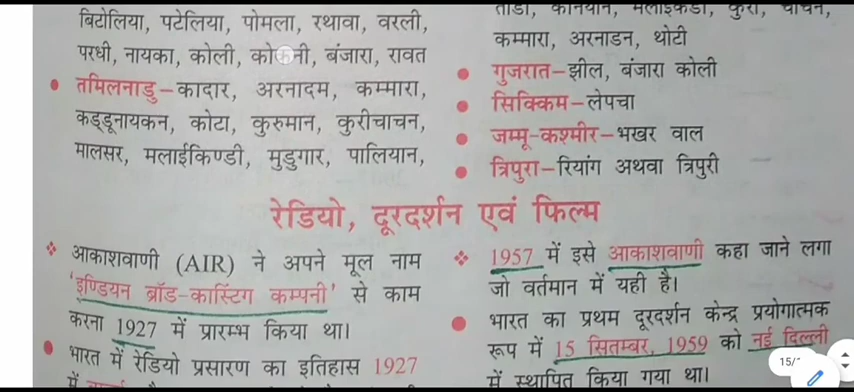 बिटोलिया, पटेलिया, पोमला, रथावा, वरली,
परधी, नायका, कोली, बंजारा, रावत
तमिलनाडु–कादार, अरनादम, कम्मारा,
कड्डूनायकन, कोटा, कुरुमान, कुरीचाचन,
मालसर, मलाईकिण्डी, मुडुगार, पालियान,
कम्मारा, अरनाडन, थोटी
गुजरात–झील, बंजारा कोली
सिक्किम–लेपचा
जम्मू-कश्मीर–भखर वाल
त्रिपुरा–रियांग अथवा त्रिपुरी
रेडियो, दूरदर्शन एवं फिल्म
आकाशवाणी (AIR) ने अपने मूल नाम
'इण्डियन ब्रॉड-कास्टिंग कम्पनी' से काम
करना 1927 में प्रारम्भ किया था।
भारत में रेडियो प्रसारण का इतिहास 1927
में
1957 में इसे आकाशवाणी कहा जाने लगा
जो वर्तमान में यही है।
भारत का प्रथम दूरदर्शन केन्द्र प्रयोगात्मक
रूप में 15 सितम्बर, 1959 को नई दिल्ली
में स्थापित किया गया था।